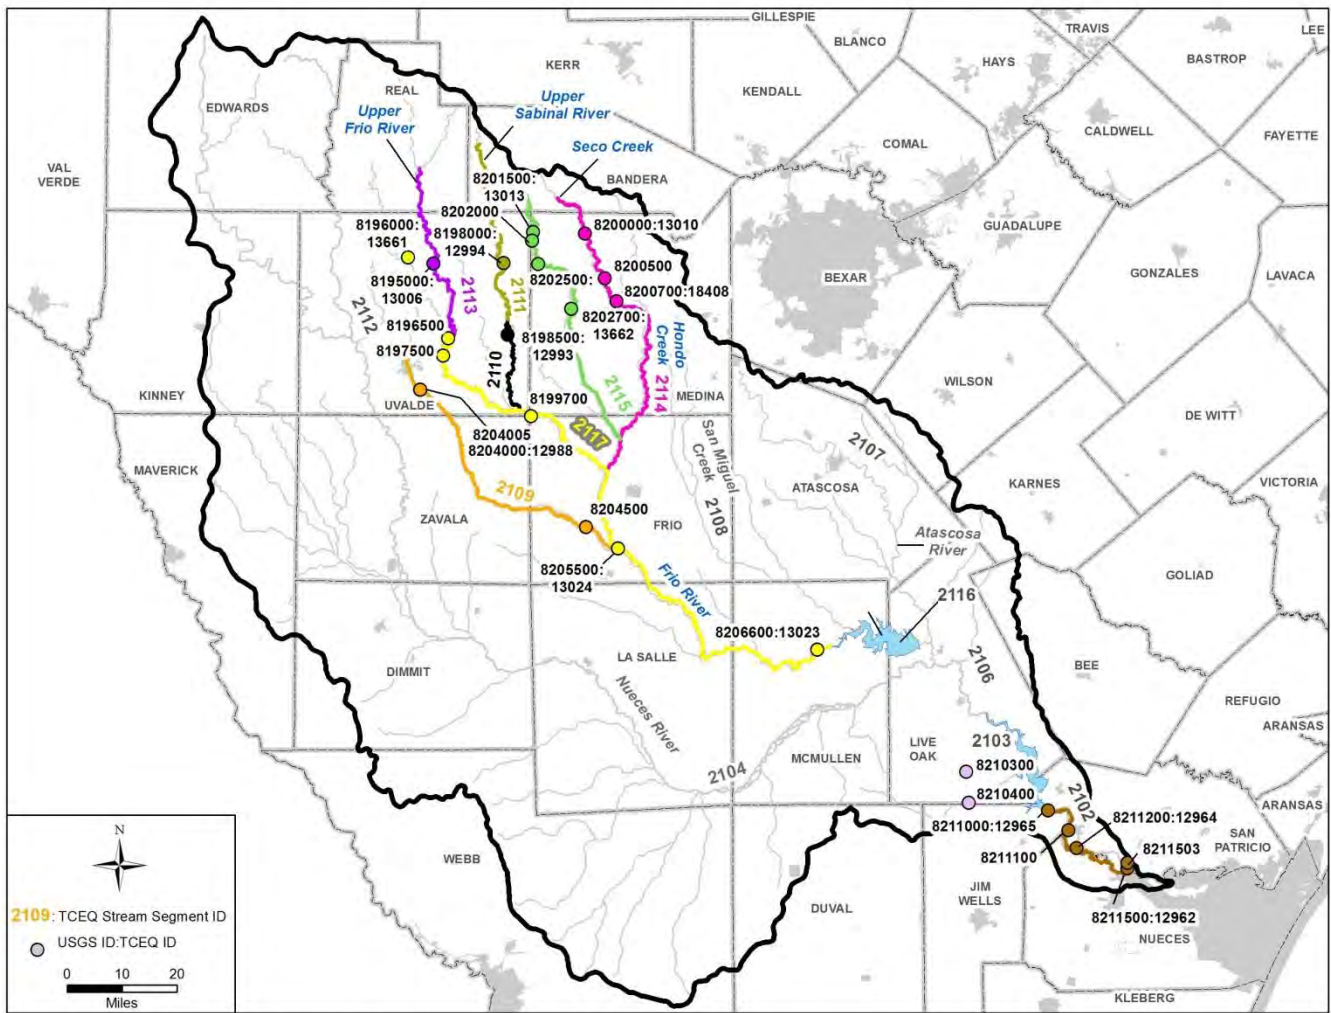 GILLESPIE
TRAVIS
LEE
BLANCO
HAYS
BASTROP
KERR
KENDALL
REAL
EDWARDS
Upper
Frio River
Upper
Sabinal River
CALDWELL
FAYETTE
COMAL
Seco Creek
VAL
VERDE
BANDERA
8201500:
13013
8202000
8196000:
13661
8198000:
12994
8200000:13010
GUADALUPE
GONZALES
LAVACA
BEXAR
8195000:
13006
2113
2111
8202500:
8200500
8200700:18408
2112
8196500
8197500
8198500:
12993
8202700:
13662
Hondo
Creek
2110
2115
2114
WILSON
KINNEY
UVALDE
8199700
MEDINA
DE WITT
8204005
8204000:12988
2117
San Miguel
Creek
2107
MAVERICK
2109
2108
ATASCOSA
KARNES
VICTORIA
ZAVALA
8204500
FRIO
Atascosa
River
8205500:
13024
Frio River
GOLIAD
2116
8206600:13023
LA SALLE
DIMMIT
2106
BEE
Nueces River
REFUGIO
ARANSAS
LIVE
OAK
2103
2104
MCMULLEN
8210300
8210400
2102
ARANSAS
8211000:12965
8211200:12964
SAN
PATRICIO
8211100
8211503
WEBB
JIM
WELLS
DUVAL
8211500:12962
NUECES
KLEBERG
N
2109: TCEQ Stream Segment ID
USGS ID:TCEQ ID
0 10 20
Miles